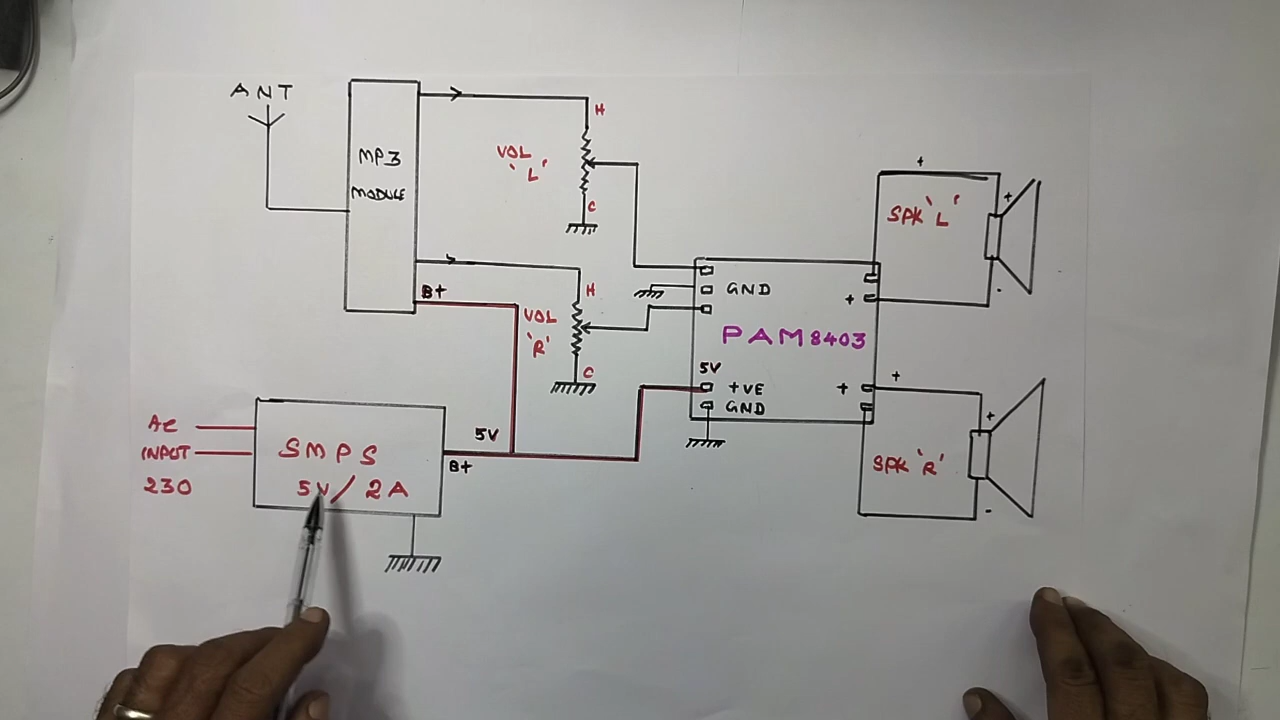 ANT
MP3
MODULE
H
VOL
'L'
C
B+
H
VOL
'R'
C
GND
+
PAM8403
5V
+VE
+
GND
+
+
SPK 'L'
-
+
+
SPK 'R'
-
AC
INPUT
230
SMPS
5V/2A
5V
B+